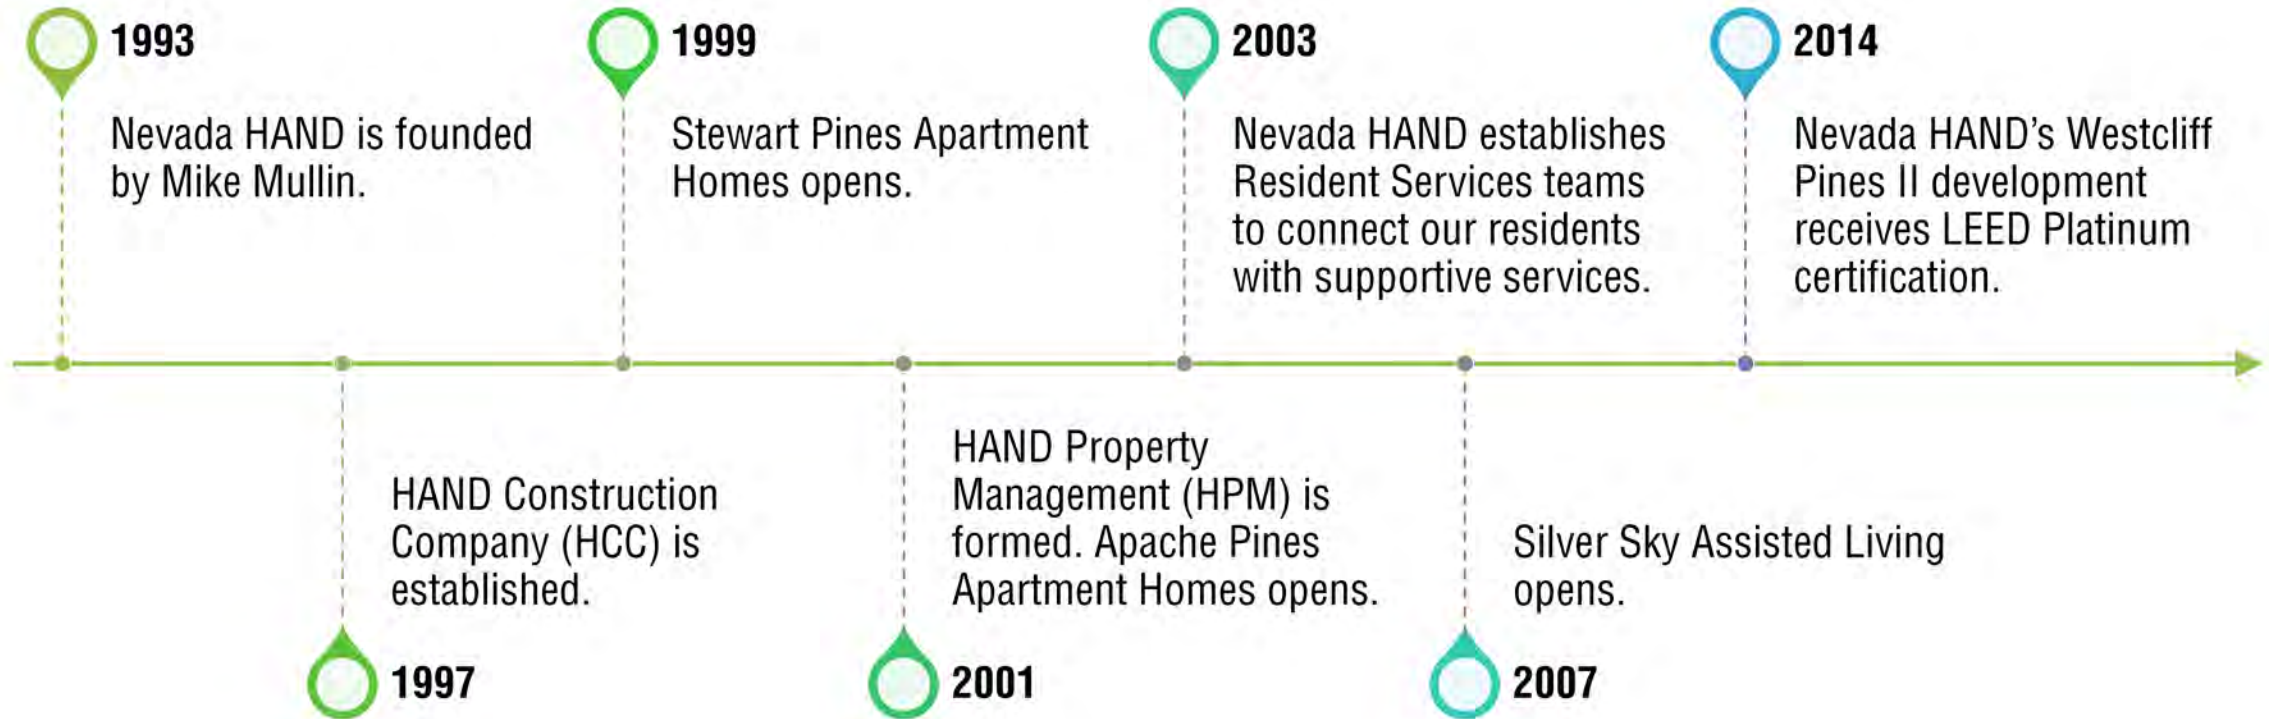 1993
Nevada HAND is founded
by Mike Mullin.
1997
HAND Construction
Company (HCC) is
established.
1999
Stewart Pines Apartment
Homes opens.
2001
HAND Property
Management (HPM) is
formed. Apache Pines
Apartment Homes opens.
2003
Nevada HAND establishes
Resident Services teams
to connect our residents
with supportive services.
2007
Silver Sky Assisted Living
opens.
2014
Nevada HAND’s Westcliff
Pines II development
receives LEED Platinum
certification.